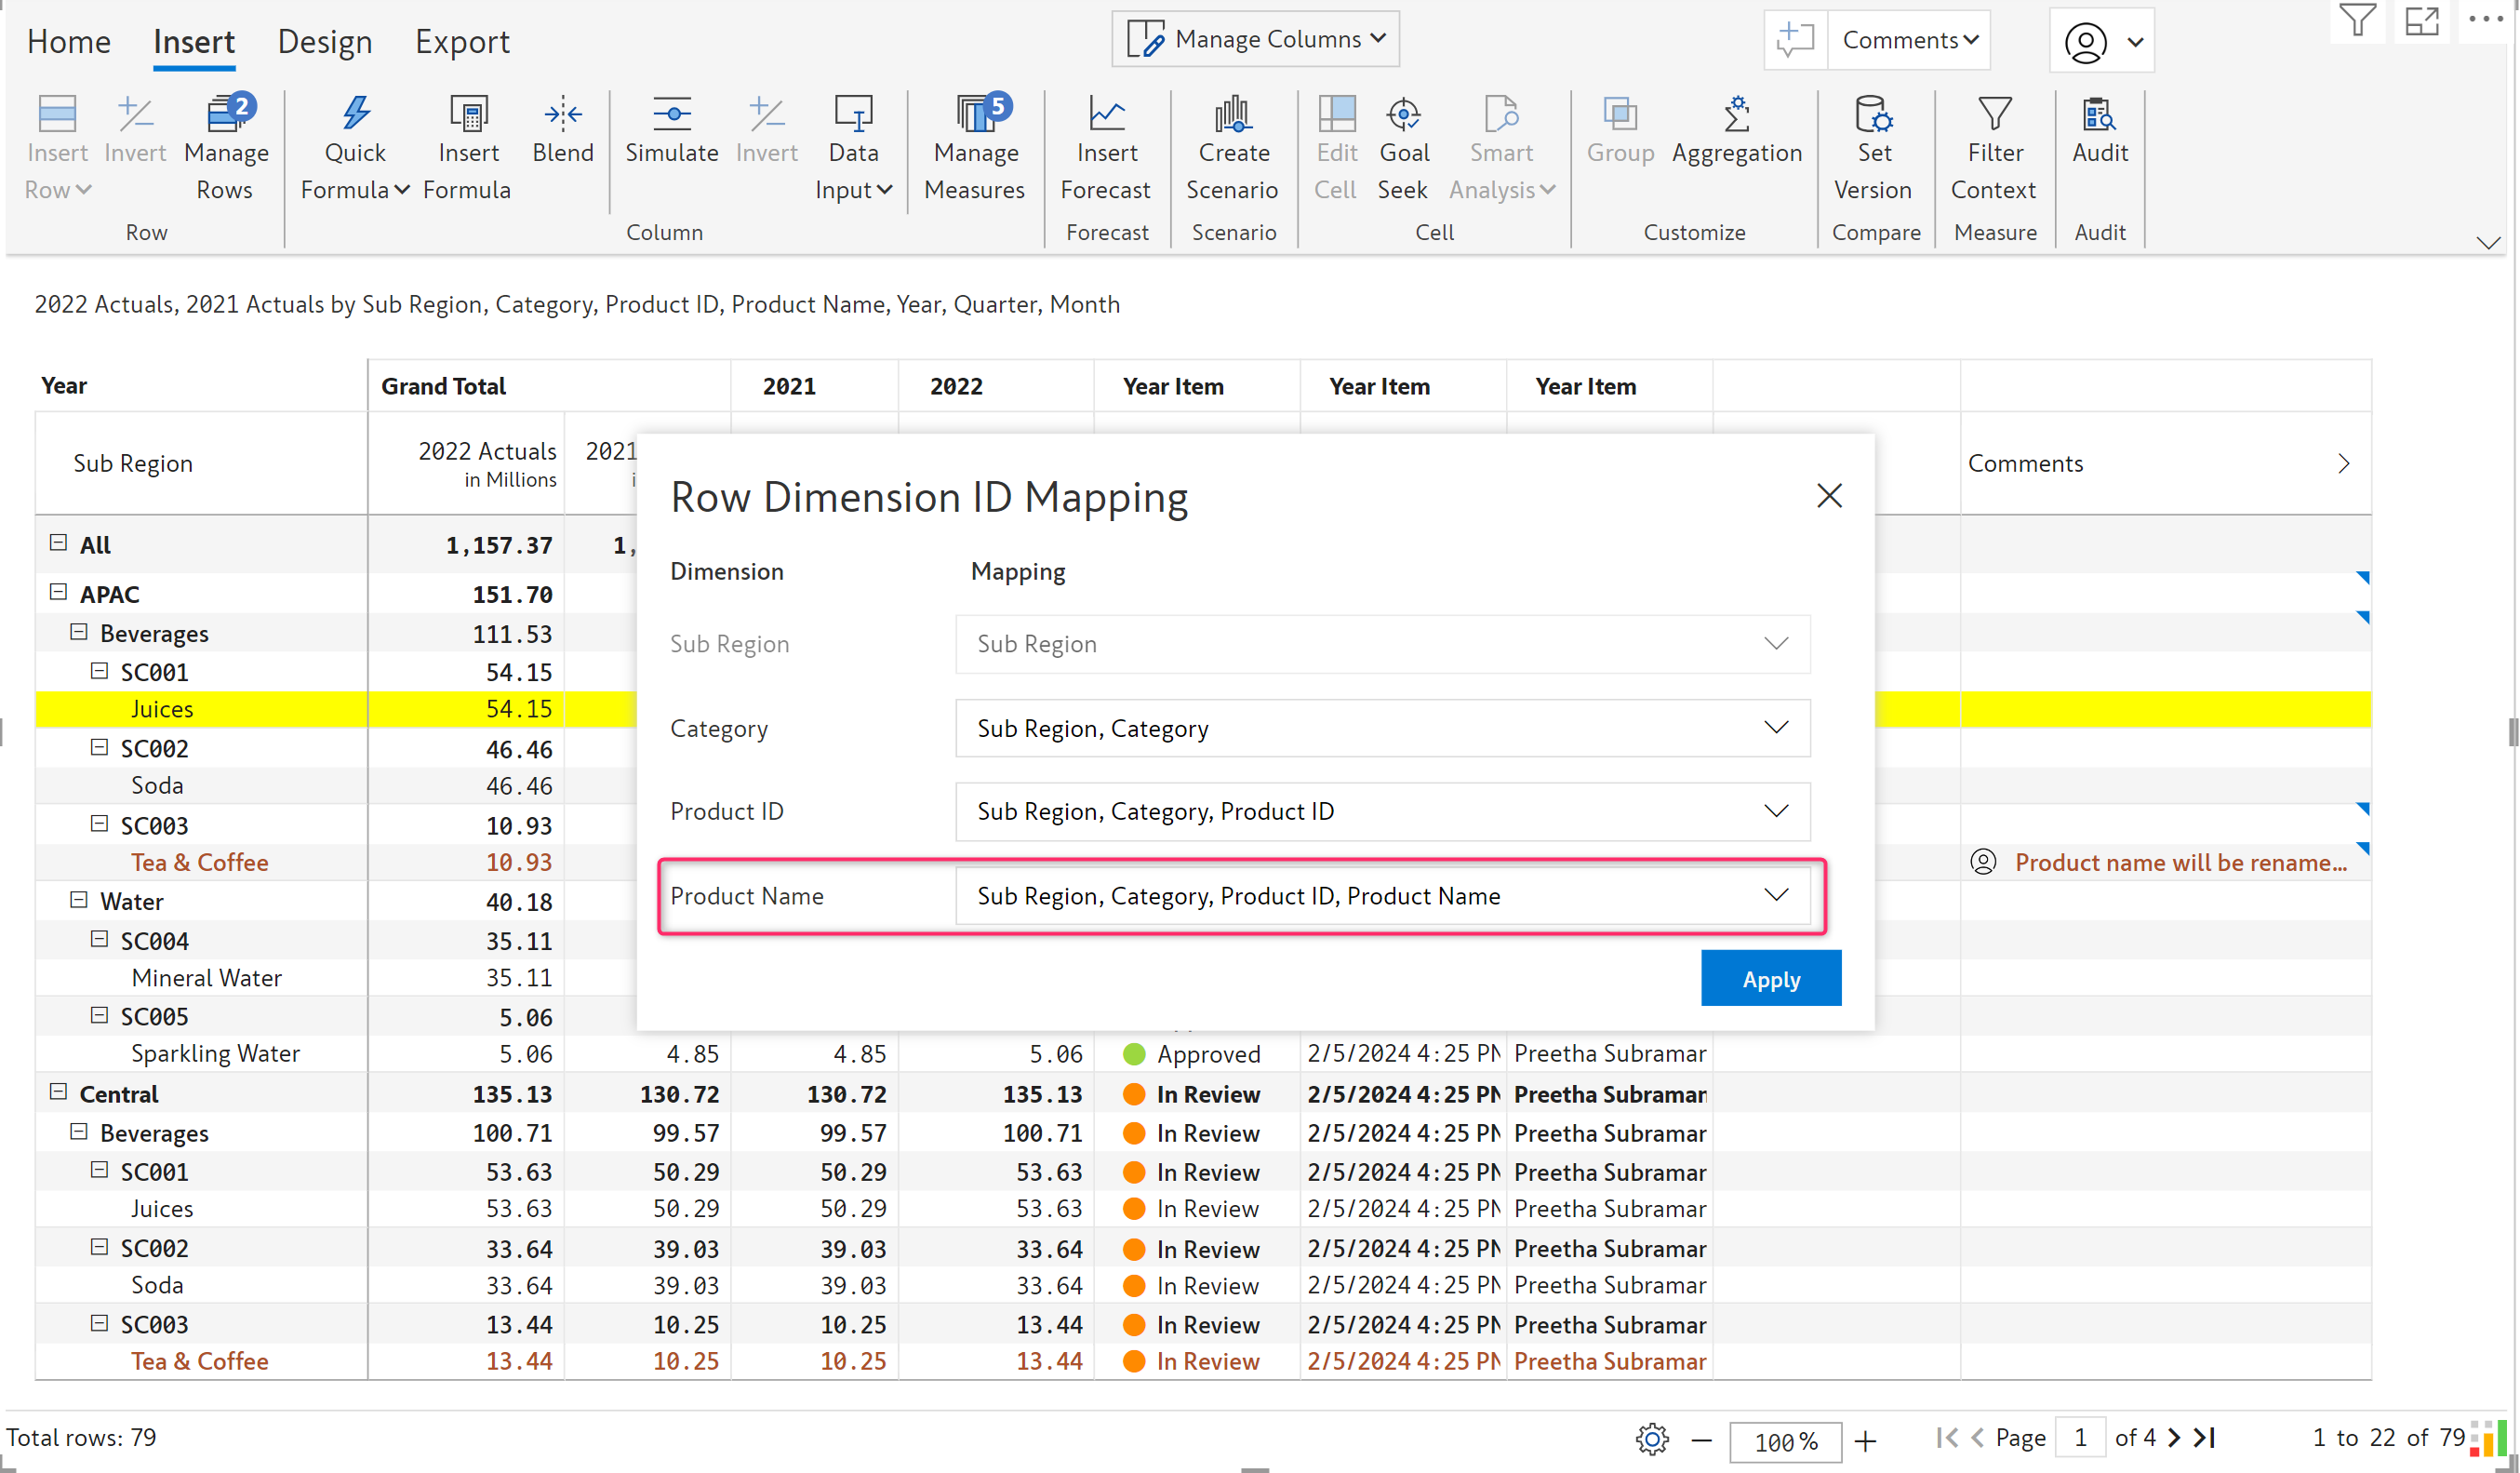 Home Insert Design Export Manage Columns Comments
2 5
Insert Invert Manage Quick Insert Blend Simulate Invert Data Manage Insert Create Edit Goal Smart Group Aggregation Set Filter Audit
Row Rows Formula Formula Input Measures Forecast Scenario Cell Seek Analysis Version Context
Row Column Forecast Scenario Cell Customize Compare Measure Audit
2022 Actuals, 2021 Actuals by Sub Region, Category, Product ID, Product Name, Year, Quarter, Month
Year Grand Total 2021 2022 Year Item Year Item Year Item
Sub Region 2022 Actuals 2021 Comments
in Millions
All 1,157.37 1,
APAC 151.70
Beverages 111.53
SC001 54.15
Juices 54.15
SC002 46.46
Soda 46.46
SC003 10.93
Tea & Coffee 10.93 Product name will be rename...
Water 40.18
SC004 35.11
Mineral Water 35.11
SC005 5.06
Row Dimension ID Mapping
Dimension Mapping
Sub Region Sub Region
Category Sub Region, Category
Product ID Sub Region, Category, Product ID
Product Name Sub Region, Category, Product ID, Product Name
Apply
Sparkling Water 5.06 4.85 4.85 5.06 Approved 2/5/2024 4:25 PM Preetha Subramar
Central 135.13 130.72 130.72 135.13 In Review 2/5/2024 4:25 PM Preetha Subraman
Beverages 100.71 99.57 99.57 100.71 In Review 2/5/2024 4:25 PM Preetha Subramar
SC001 53.63 50.29 50.29 53.63 In Review 2/5/2024 4:25 PM Preetha Subramar
Juices 53.63 50.29 50.29 53.63 In Review 2/5/2024 4:25 PM Preetha Subramar
SC002 33.64 39.03 39.03 33.64 In Review 2/5/2024 4:25 PM Preetha Subramar
Soda 33.64 39.03 39.03 33.64 In Review 2/5/2024 4:25 PM Preetha Subramar
SC003 13.44 10.25 10.25 13.44 In Review 2/5/2024 4:25 PM Preetha Subramar
Tea & Coffee 13.44 10.25 10.25 13.44 In Review 2/5/2024 4:25 PM Preetha Subramar
Total rows: 79 100% Page 1 of 4 1 to 22 of 79